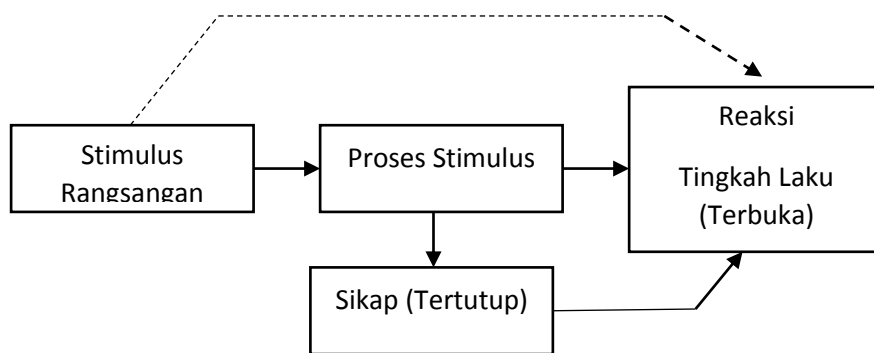 Stimulus
Rangsangan
Proses Stimulus
Reaksi
Tingkah Laku
(Terbuka)
Sikap (Tertutup)